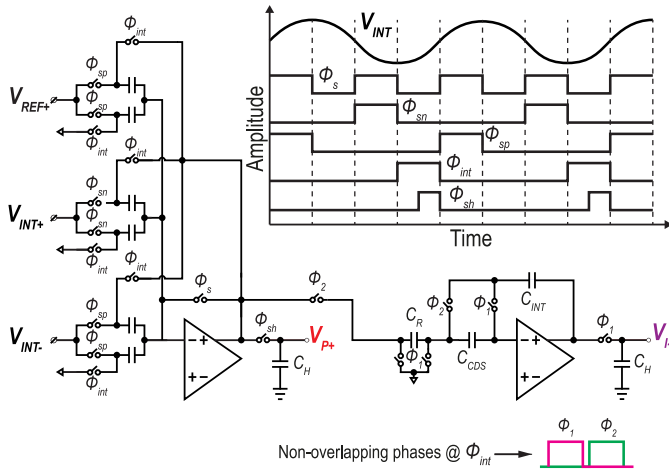 Φint
Φsp
VREF+
Φsp
Φint
Φint
Φsn
VINT+
Φsn
Φint
Φint
Φsp
VINT-
Φsp
Φint
Φs
Φ2
− +
+ −
Φsh
VP+
CH
Amplitude
VINT
Φs
Φsn
Φsp
Φint
Φsh
Time
CR
Φ1
Φ2
Φ1
CINT
CCDS
− +
+ −
Φ1
CH
Non-overlapping phases @ Φint
Φ1 Φ2